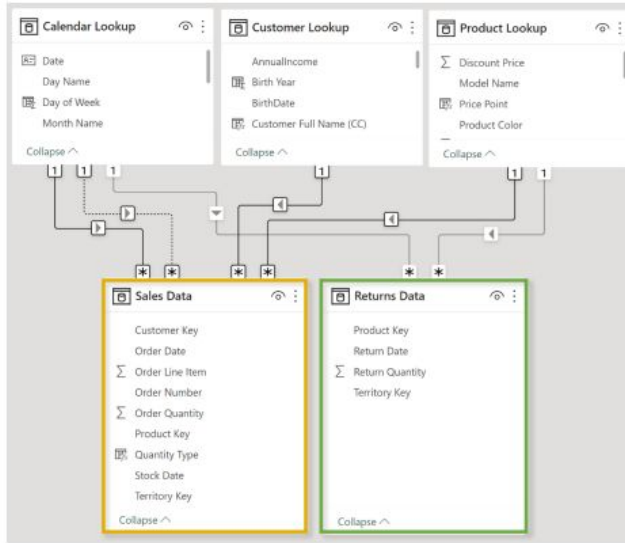 Calendar Lookup
Date
Day Name
Day of Week
Month Name
Collapse
Customer Lookup
AnnualIncome
Birth Year
BirthDate
Customer Full Name (CC)
Collapse
Product Lookup
Σ Discount Price
Model Name
Price Point
Product Color
Collapse
1 1 1 1 1 1
* * * * * *
Sales Data
Customer Key
Order Date
Σ Order Line Item
Order Number
Σ Order Quantity
Product Key
Quantity Type
Stock Date
Territory Key
Collapse
Returns Data
Product Key
Return Date
Σ Return Quantity
Territory Key
Collapse